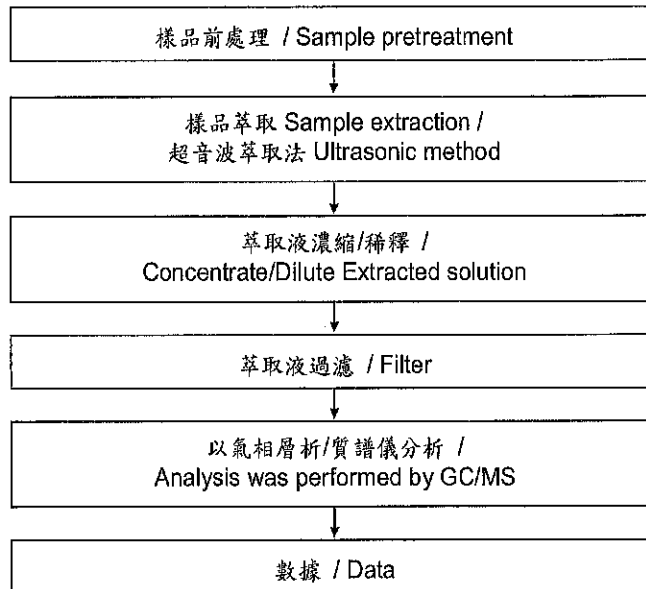 樣品前處理 / Sample pretreatment
樣品萃取 Sample extraction /
超音波萃取法 Ultrasonic method
萃取液濃縮/稀釋 /
Concentrate/Dilute Extracted solution
萃取液過濾 / Filter
以氣相層析/質譜儀分析 /
Analysis was performed by GC/MS
數據 / Data